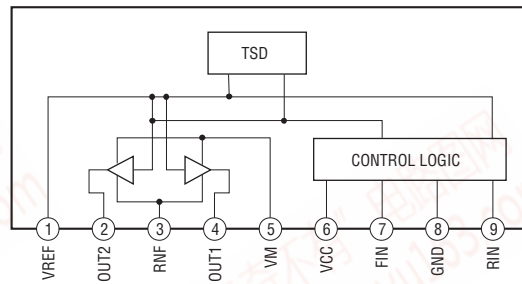 TSD
CONTROL LOGIC
1 2 3 4 5 6 7 8 9
VREF OUT2 RNF OUT1 VM VCC FIN GND RIN